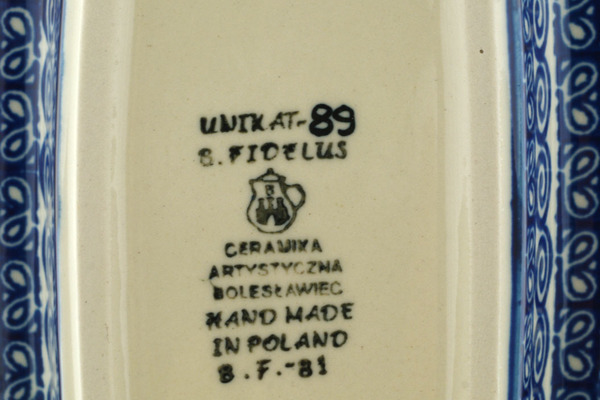 UNIKAT-89
B. FIDELUS
CERAMIKA
ARTYSTYCZNA
BOLESŁAWIEC
HAND MADE
IN POLAND
B.F.-81